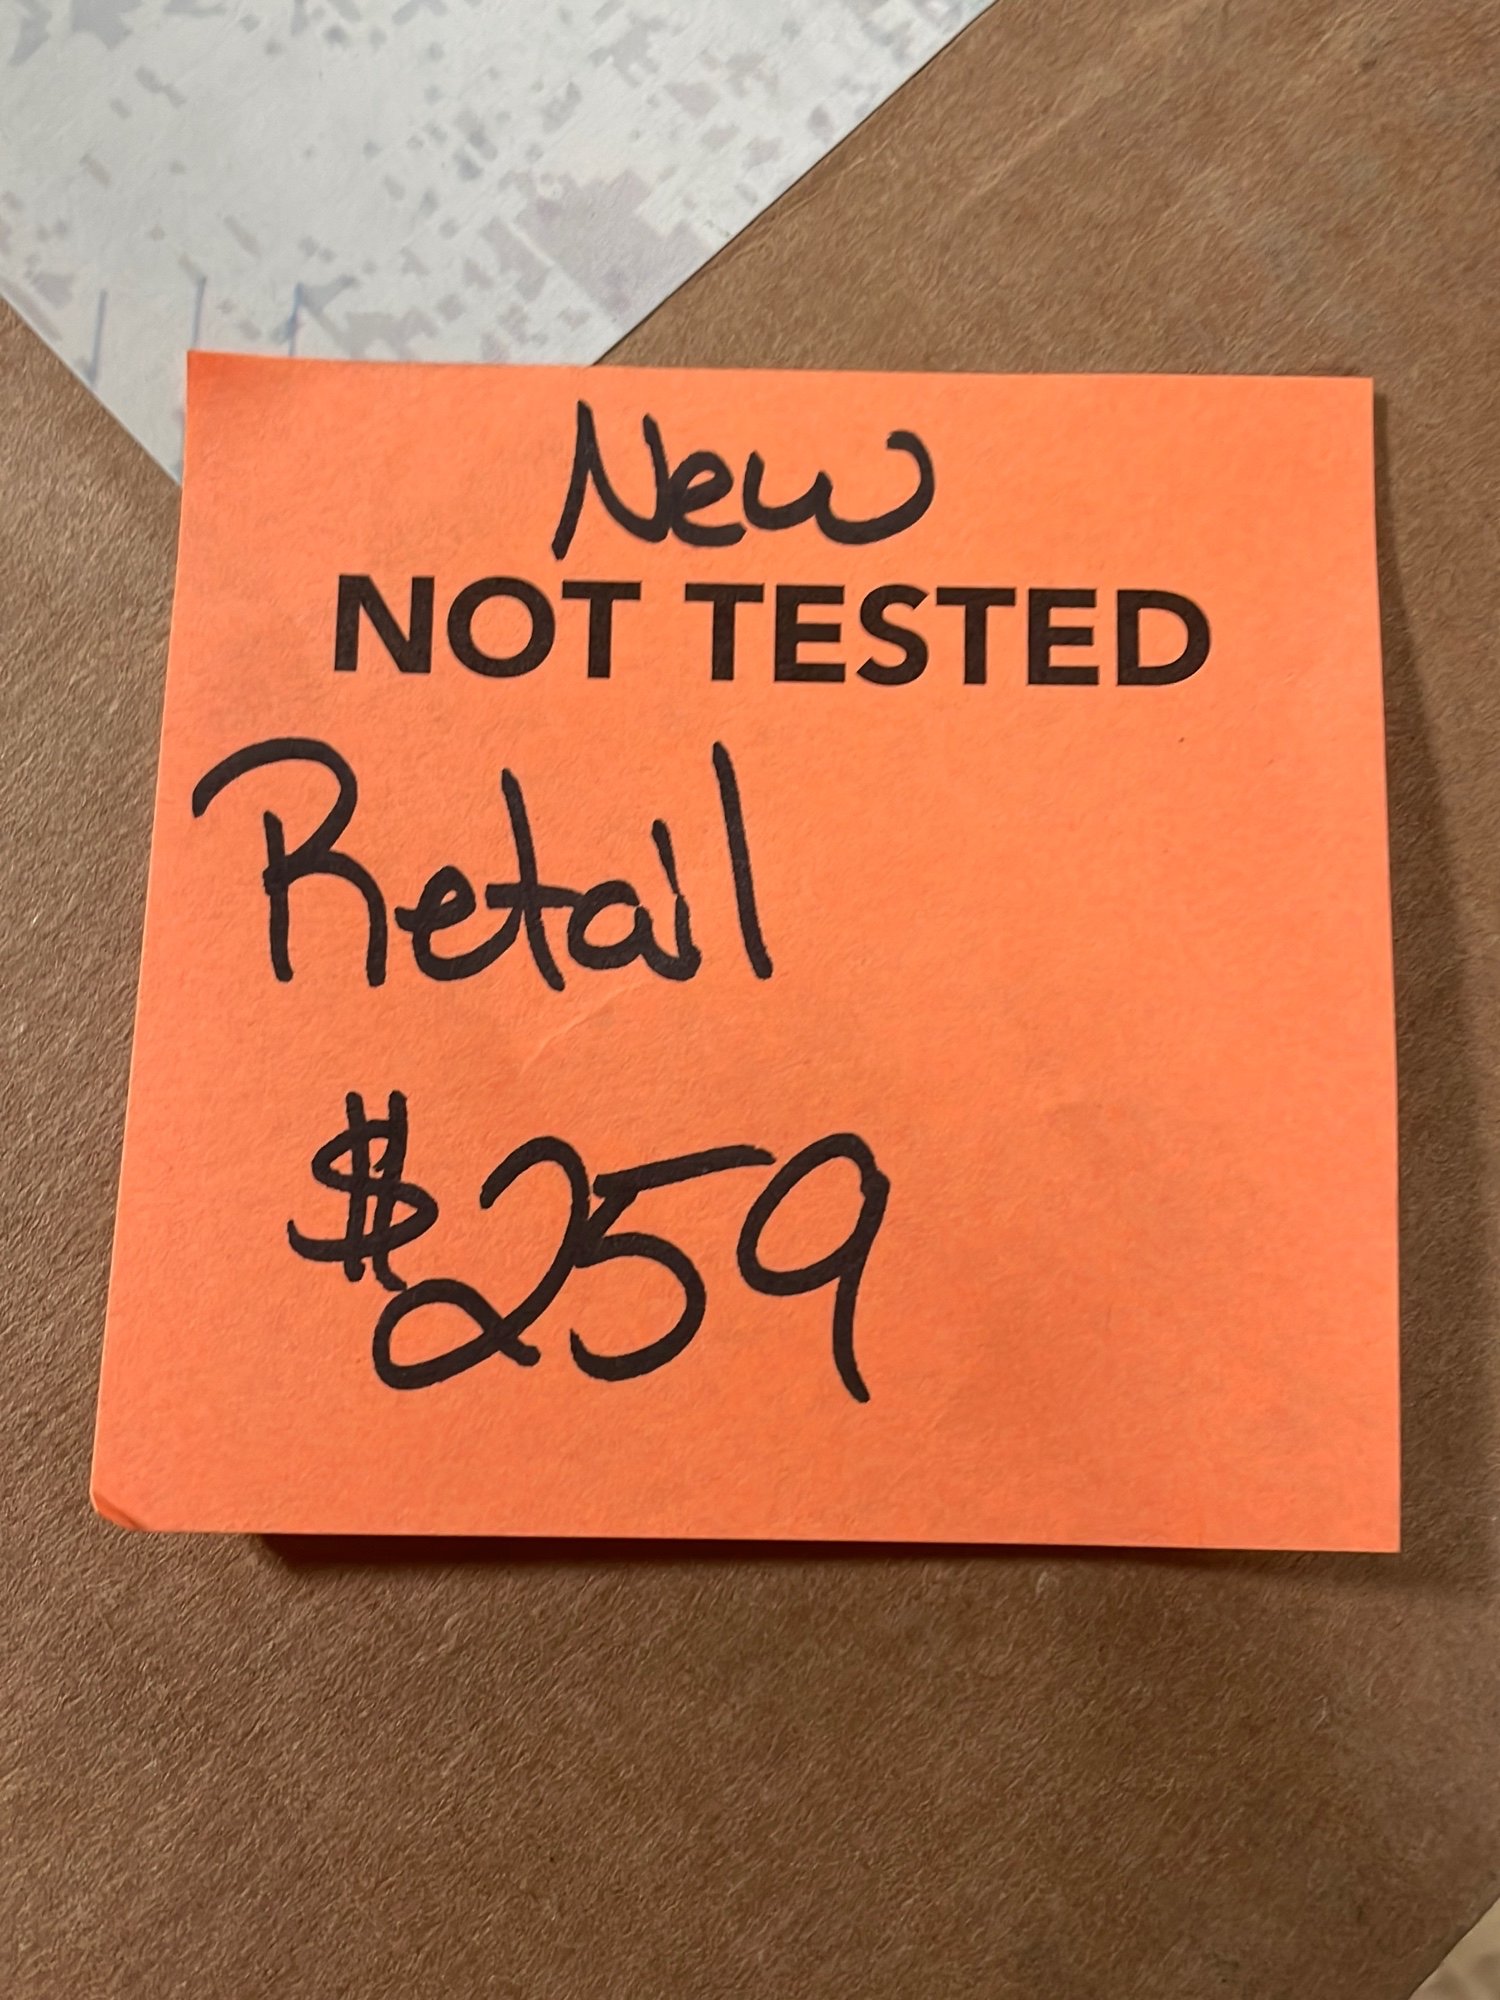 New
NOT TESTED
Retail
$259